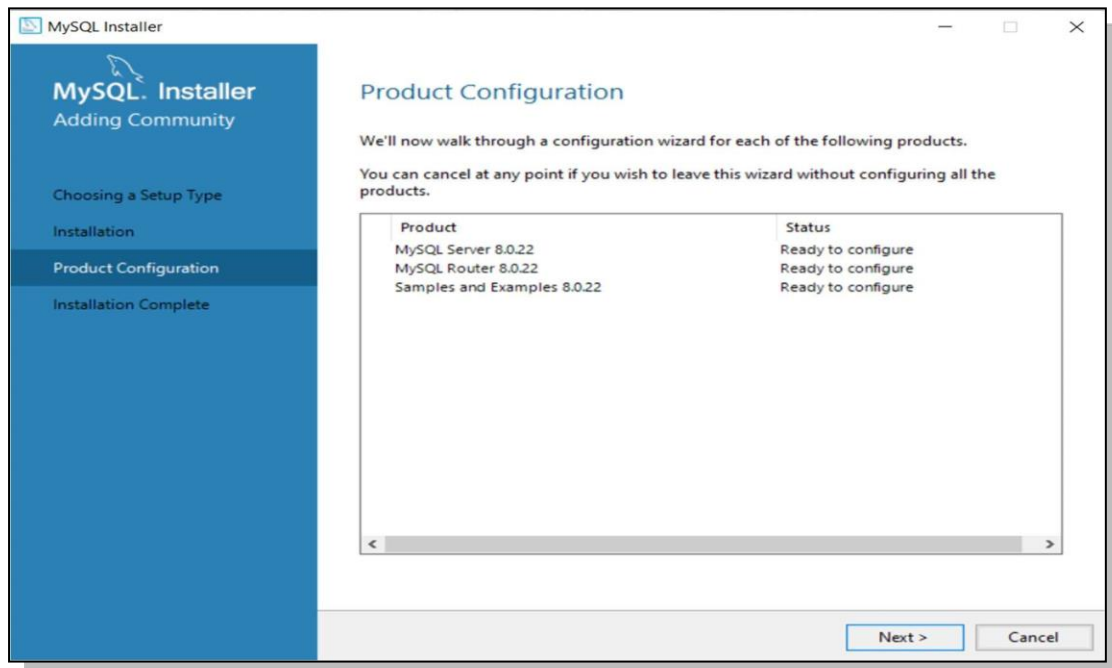 MySQL Installer
MySQL. Installer
Adding Community
Choosing a Setup Type
Installation
Product Configuration
Installation Complete
Product Configuration
We'll now walk through a configuration wizard for each of the following products.
You can cancel at any point if you wish to leave this wizard without configuring all the
products.
Product Status
MySQL Server 8.0.22 Ready to configure
MySQL Router 8.0.22 Ready to configure
Samples and Examples 8.0.22 Ready to configure
Next > Cancel